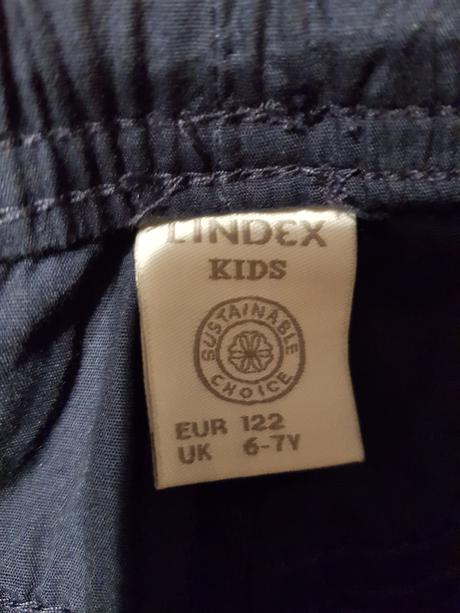 LINDEX
KIDS
SUSTAINABLE
CHOICE
EUR 122
UK 6-7Y